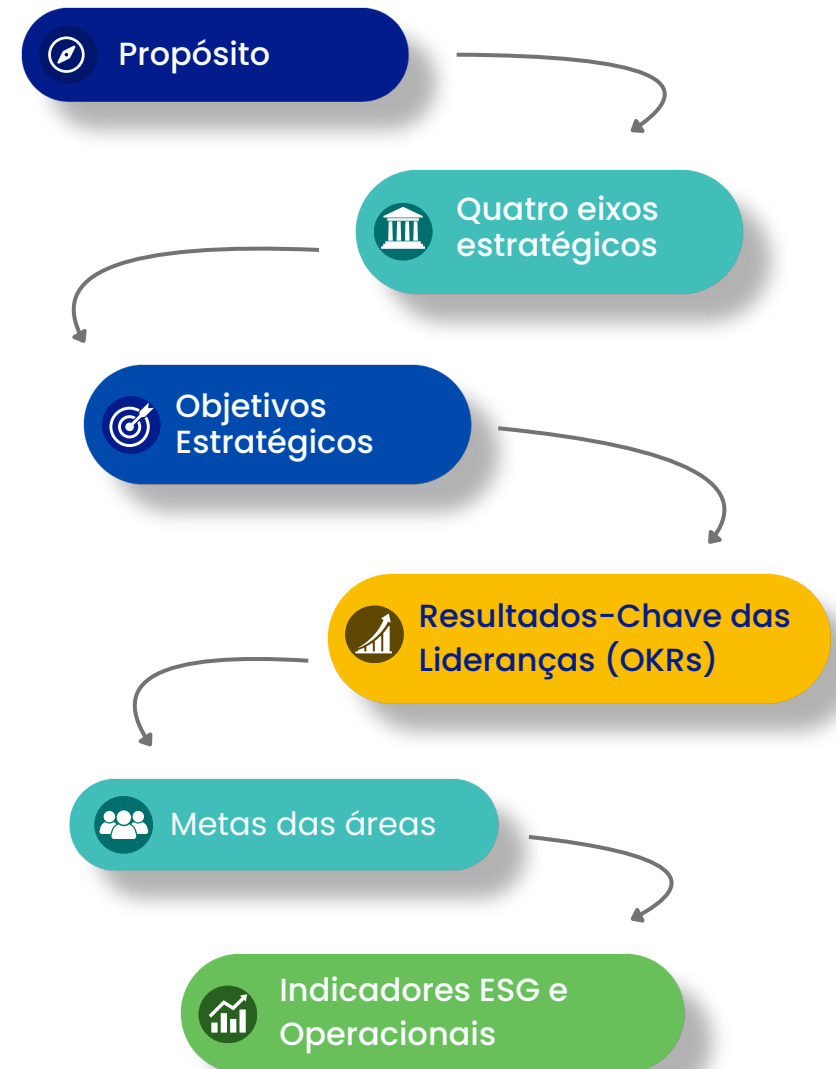 Propósito
Quatro eixos
estratégicos
Objetivos
Estratégicos
Resultados-Chave das
Lideranças (OKRs)
Metas das áreas
Indicadores ESG e
Operacionais